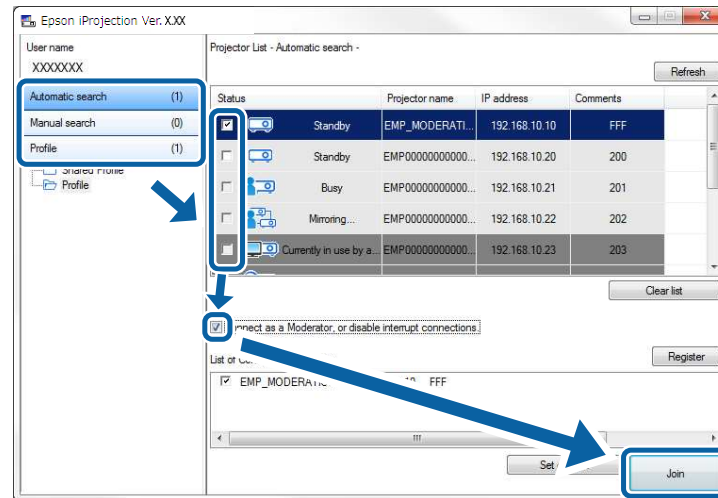 Epson iProjection Ver. X.XX
User name
XXXXXXX
Automatic search (1)
Manual search (0)
Profile (1)
Shared Profile
Profile
Projector List - Automatic search -
Refresh
Status Projector name IP address Comments
Standby EMP_MODERATI... 192.168.10.10 FFF
Standby EMP00000000000... 192.168.10.20 200
Busy EMP00000000000... 192.168.10.21 201
Mirroring... EMP00000000000... 192.168.10.22 202
Currently in use by a... EMP00000000000... 192.168.10.23 203
Clear list
as a Moderator, or disable interrupt connections.
List of
Register
FFF
Set
Join